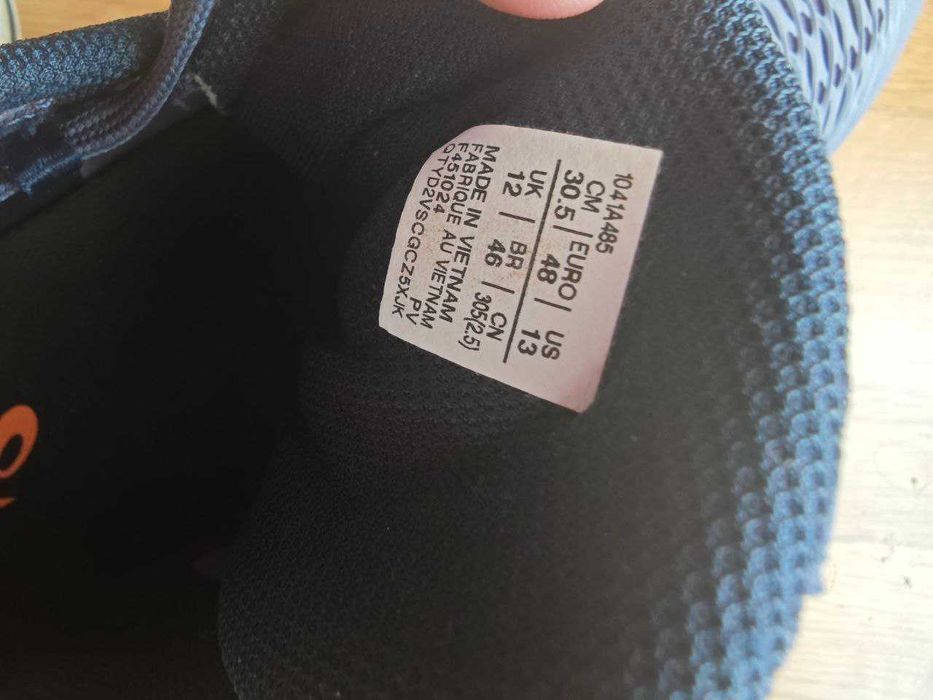 1041A485
CM | EURO | US
30.5 | 48 | 13
UK | BR | CN
12 | 46 | 305(2.5)
MADE IN VIETNAM
FABRIQUE AU VIETNAM
F451024 PV
QTYD2VSCGCZ5XJK